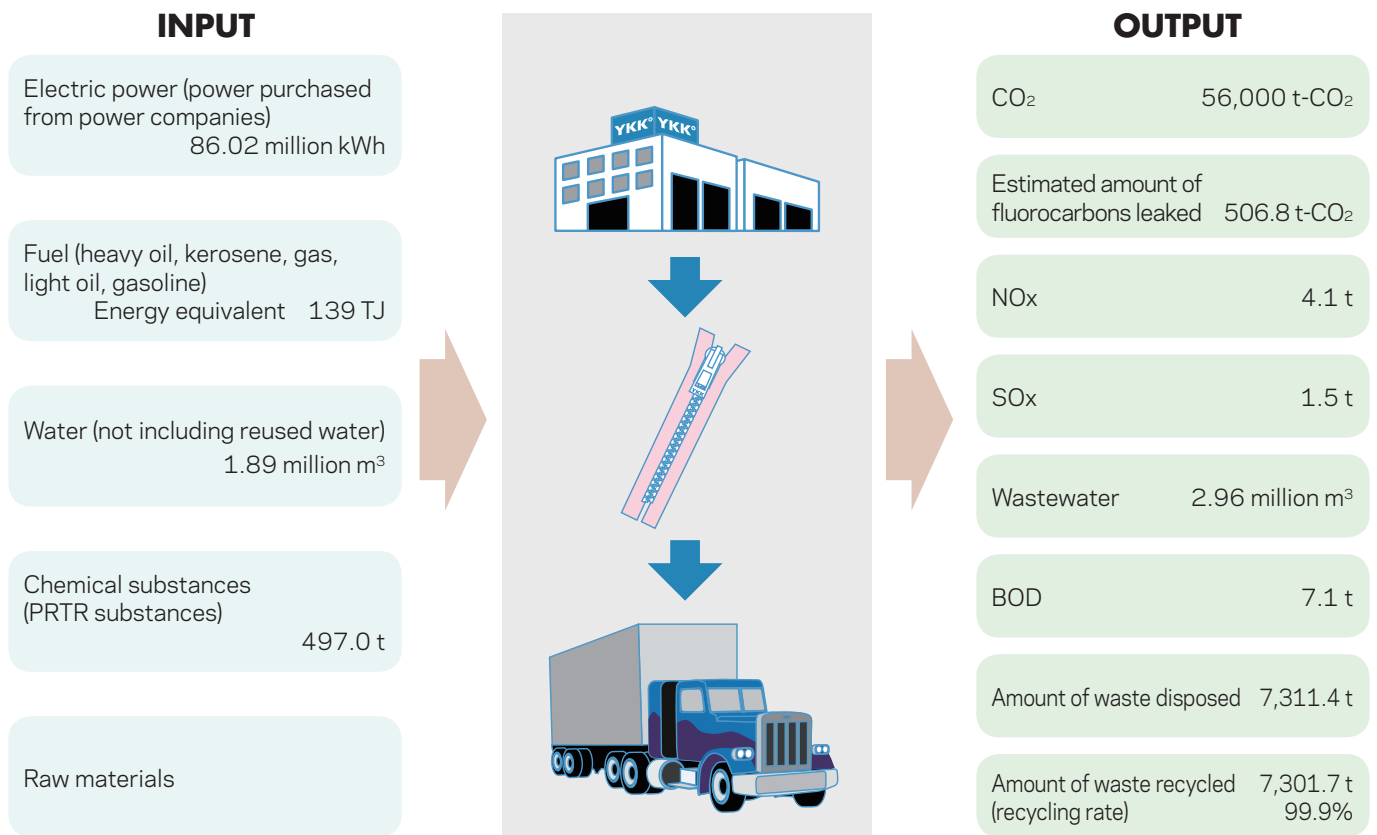 INPUT
Electric power (power purchased
from power companies)
86.02 million kWh
Fuel (heavy oil, kerosene, gas,
light oil, gasoline)
Energy equivalent 139 TJ
Water (not including reused water)
1.89 million m³
Chemical substances
(PRTR substances)
497.0 t
Raw materials
YKK° YKK°
OUTPUT
CO₂ 56,000 t-CO₂
Estimated amount of
fluorocarbons leaked 506.8 t-CO₂
NOx 4.1 t
SOx 1.5 t
Wastewater 2.96 million m³
BOD 7.1 t
Amount of waste disposed 7,311.4 t
Amount of waste recycled 7,301.7 t
(recycling rate) 99.9%